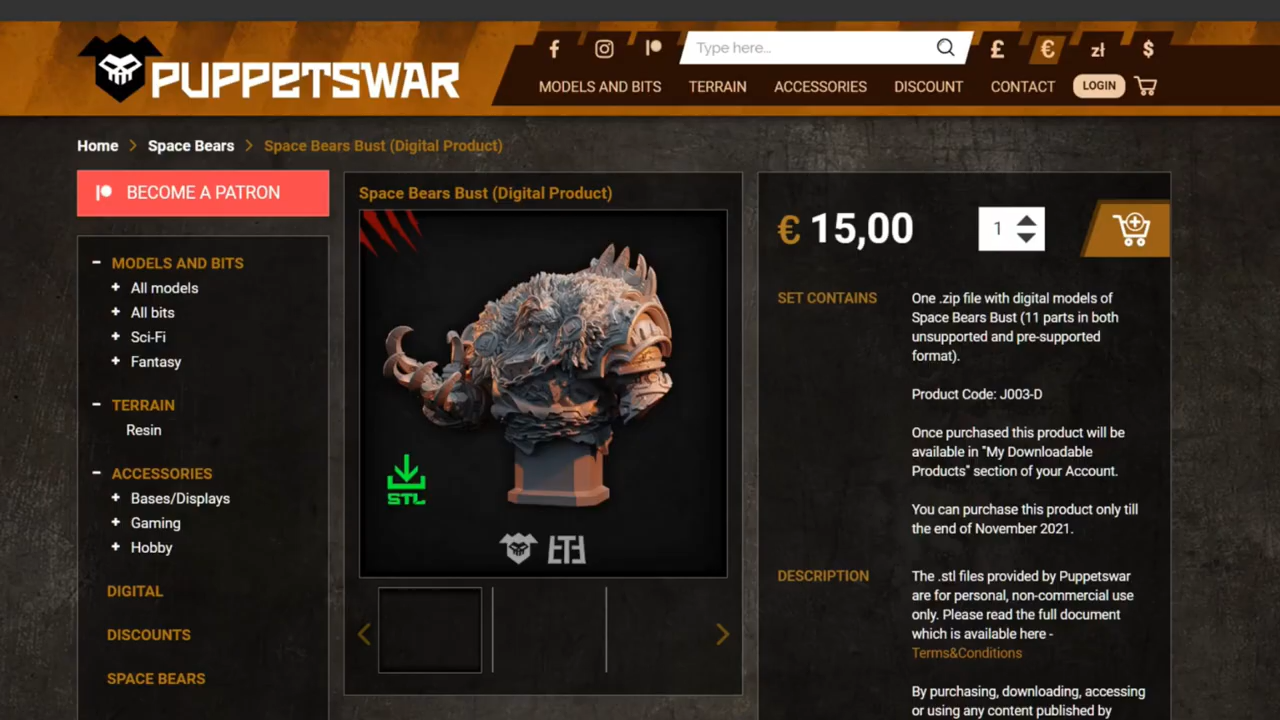 PUPPETSWAR
Type here...
£ € zł $
MODELS AND BITS TERRAIN ACCESSORIES DISCOUNT CONTACT LOGIN
Home > Space Bears > Space Bears Bust (Digital Product)
BECOME A PATRON
MODELS AND BITS
All models
All bits
Sci-Fi
Fantasy
TERRAIN
Resin
ACCESSORIES
Bases/Displays
Gaming
Hobby
DIGITAL
DISCOUNTS
SPACE BEARS
Space Bears Bust (Digital Product)
STL
€ 15,00
1
SET CONTAINS
One .zip file with digital models of
Space Bears Bust (11 parts in both
unsupported and pre-supported
format).
Product Code: J003-D
Once purchased this product will be
available in "My Downloadable
Products" section of your Account.
You can purchase this product only till
the end of November 2021.
DESCRIPTION
The .stl files provided by Puppetswar
are for personal, non-commercial use
only. Please read the full document
which is available here -
Terms&Conditions
By purchasing, downloading, accessing
or using any content published by